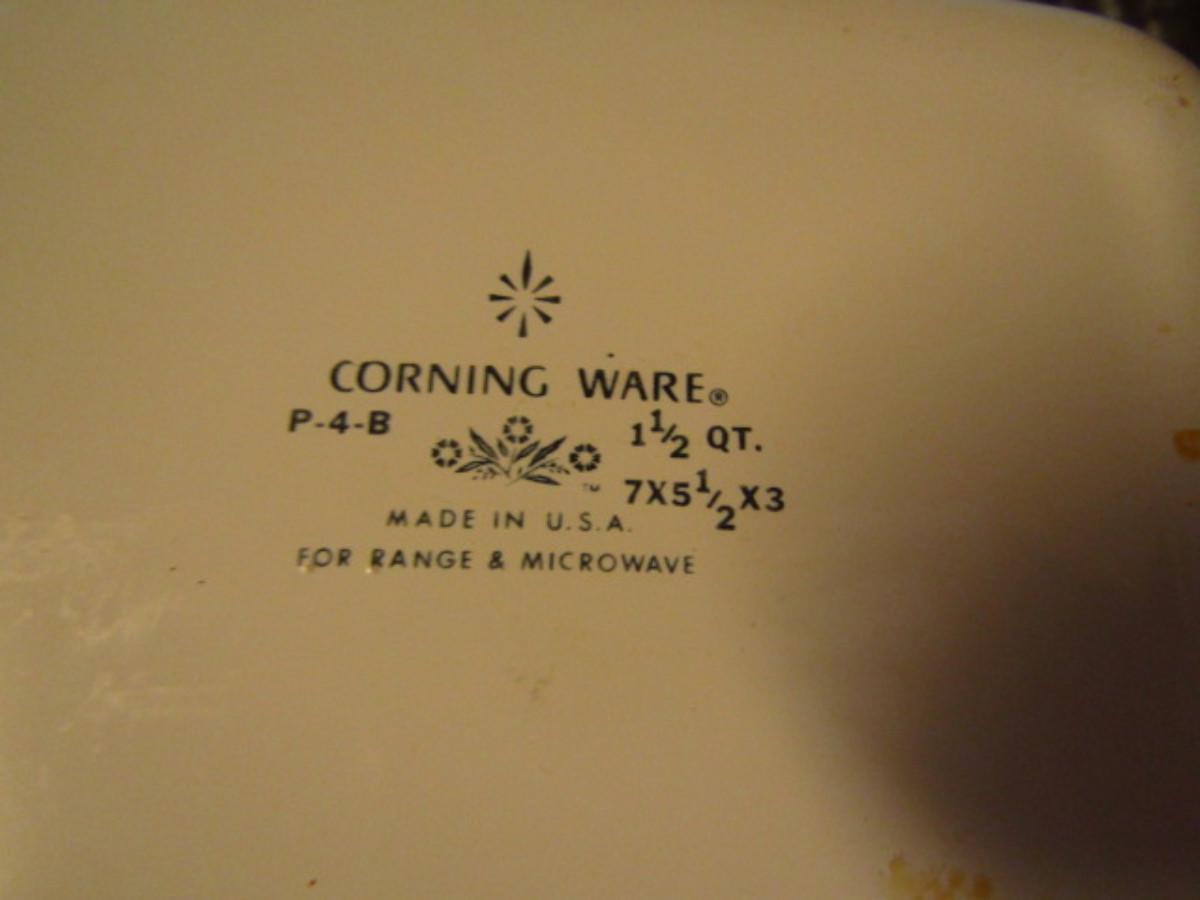 CORNING WARE®
P-4-B 1½ QT.
™ 7X5½X3
MADE IN U.S.A.
FOR RANGE & MICROWAVE